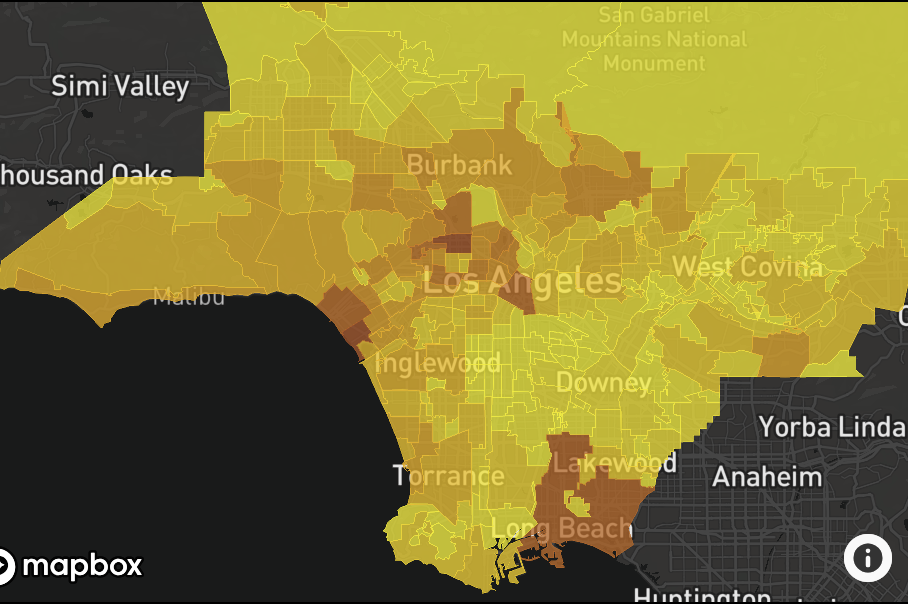 San Gabriel
Mountains National
Monument
Simi Valley
housand Oaks
Burbank
West Covina
Los Angeles
Malibu
Inglewood
Downey
Yorba Linda
Lakewood
Torrance
Anaheim
Long Beach
mapbox
Huntington